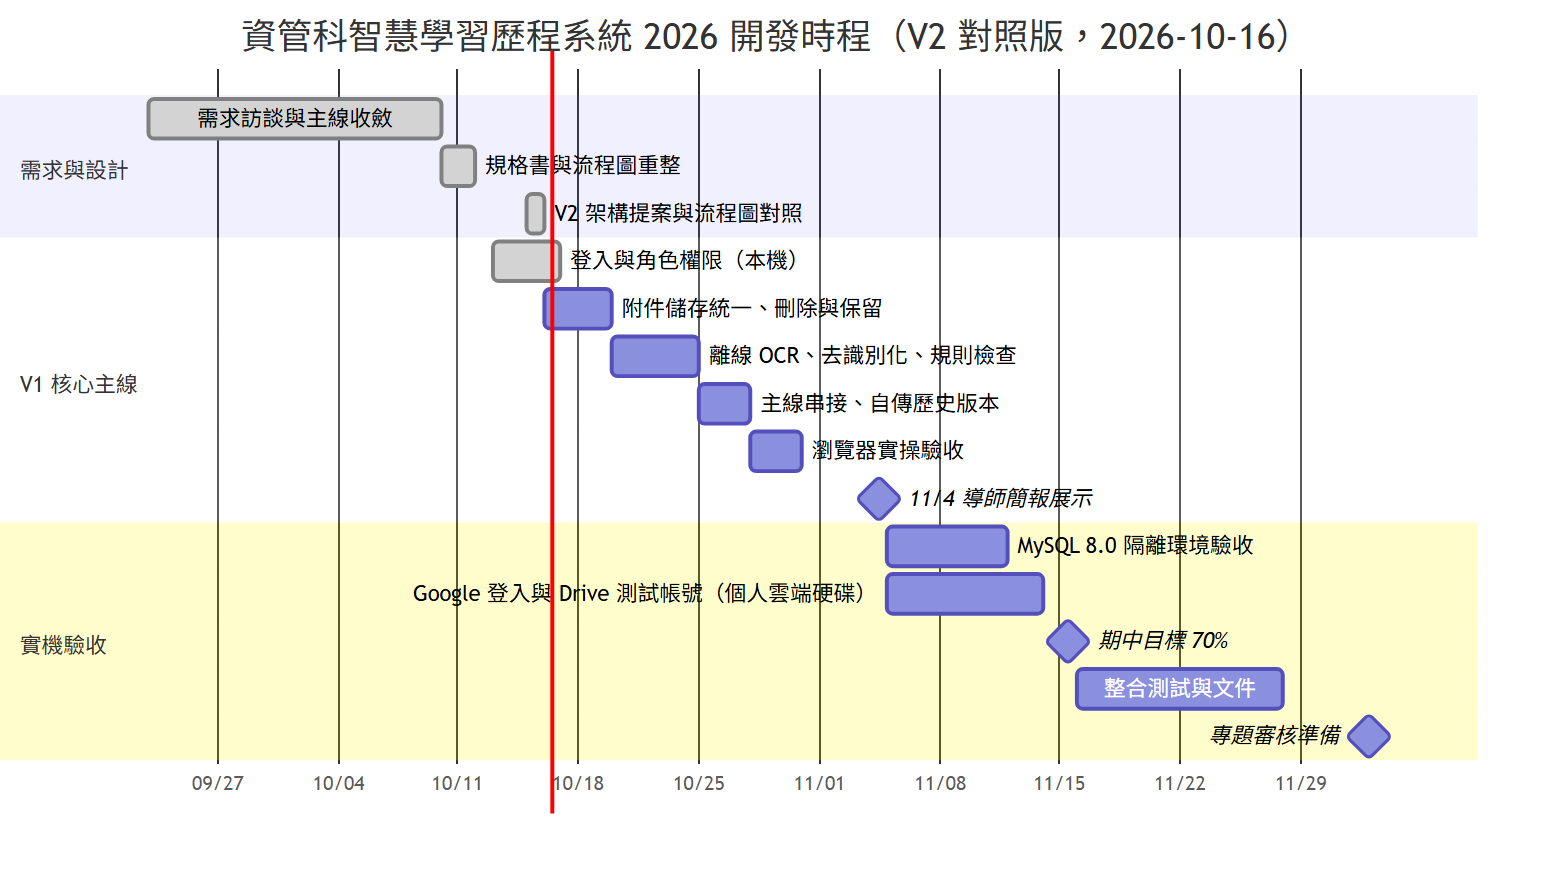 資管科智慧學習歷程系統 2026 開發時程（V2 對照版，2026-10-16）
需求訪談與主線收斂
規格書與流程圖重整
需求與設計
V2 架構提案與流程圖對照
登入與角色權限（本機）
附件儲存統一、刪除與保留
離線 OCR、去識別化、規則檢查
V1 核心主線
主線串接、自傳歷史版本
瀏覽器實操驗收
11/4 導師簡報展示
MySQL 8.0 隔離環境驗收
Google 登入與 Drive 測試帳號（個人雲端硬碟）
實機驗收
期中目標 70%
整合測試與文件
專題審核準備
09/27 10/04 10/11 10/18 10/25 11/01 11/08 11/15 11/22 11/29